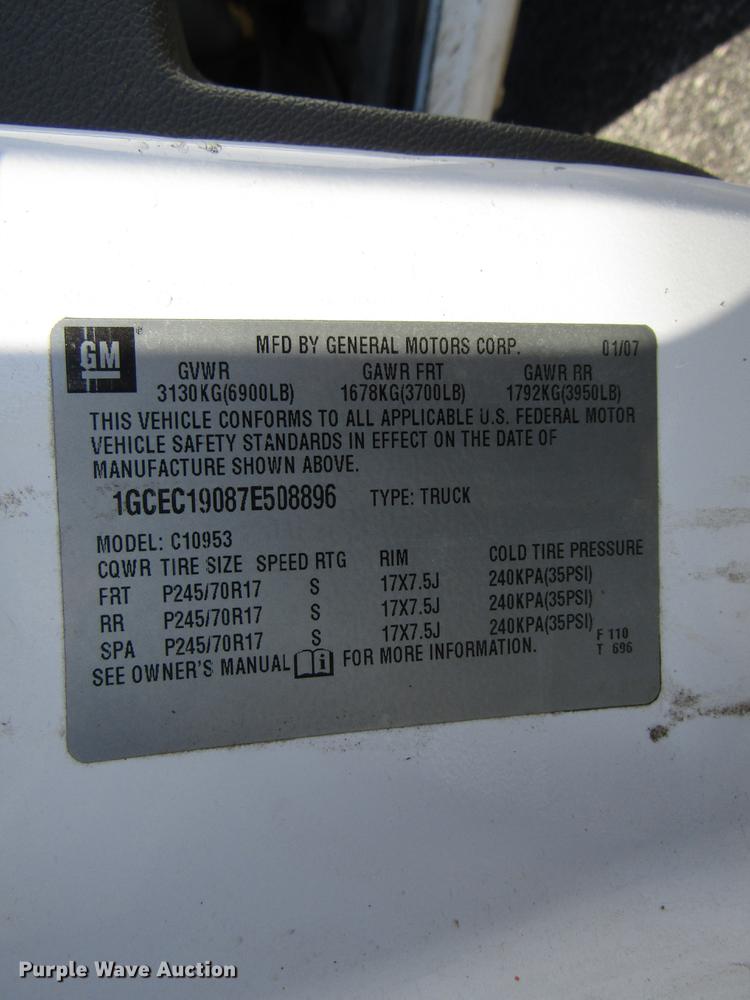 GM ®
MFD BY GENERAL MOTORS CORP. 01/07
GVWR GAWR FRT GAWR RR
3130KG(6900LB) 1678KG(3700LB) 1792KG(3950LB)
THIS VEHICLE CONFORMS TO ALL APPLICABLE U.S. FEDERAL MOTOR
VEHICLE SAFETY STANDARDS IN EFFECT ON THE DATE OF
MANUFACTURE SHOWN ABOVE.
1GCEC19087E508896 TYPE: TRUCK
MODEL: C10953
CQWR TIRE SIZE SPEED RTG RIM COLD TIRE PRESSURE
FRT P245/70R17 S 17X7.5J 240KPA(35PSI)
RR P245/70R17 S 17X7.5J 240KPA(35PSI)
SPA P245/70R17 S 17X7.5J 240KPA(35PSI)
F 110
SEE OWNER'S MANUAL i FOR MORE INFORMATION. T 696
Purple Wave Auction